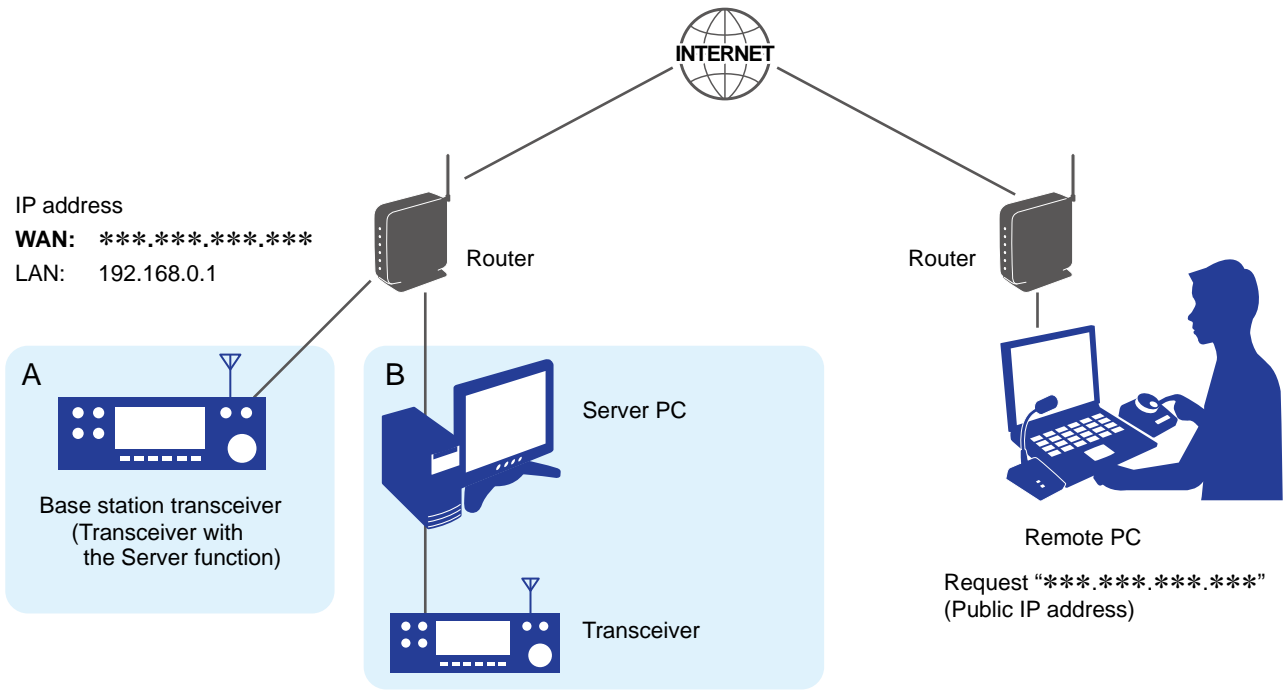 INTERNET
IP address
WAN: ***.***.***.***
LAN: 192.168.0.1
Router
Router
A
Base station transceiver
(Transceiver with
the Server function)
B
Server PC
Transceiver
Remote PC
Request “***.***.***.***”
(Public IP address)